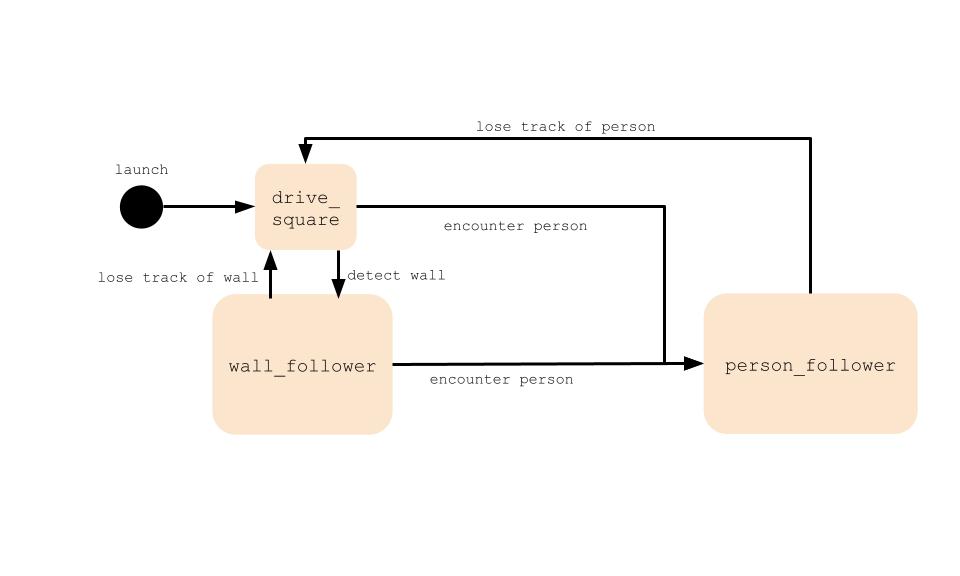 lose track of person
launch
drive_
square
encounter person
lose track of wall
detect wall
wall_follower
person_follower
encounter person